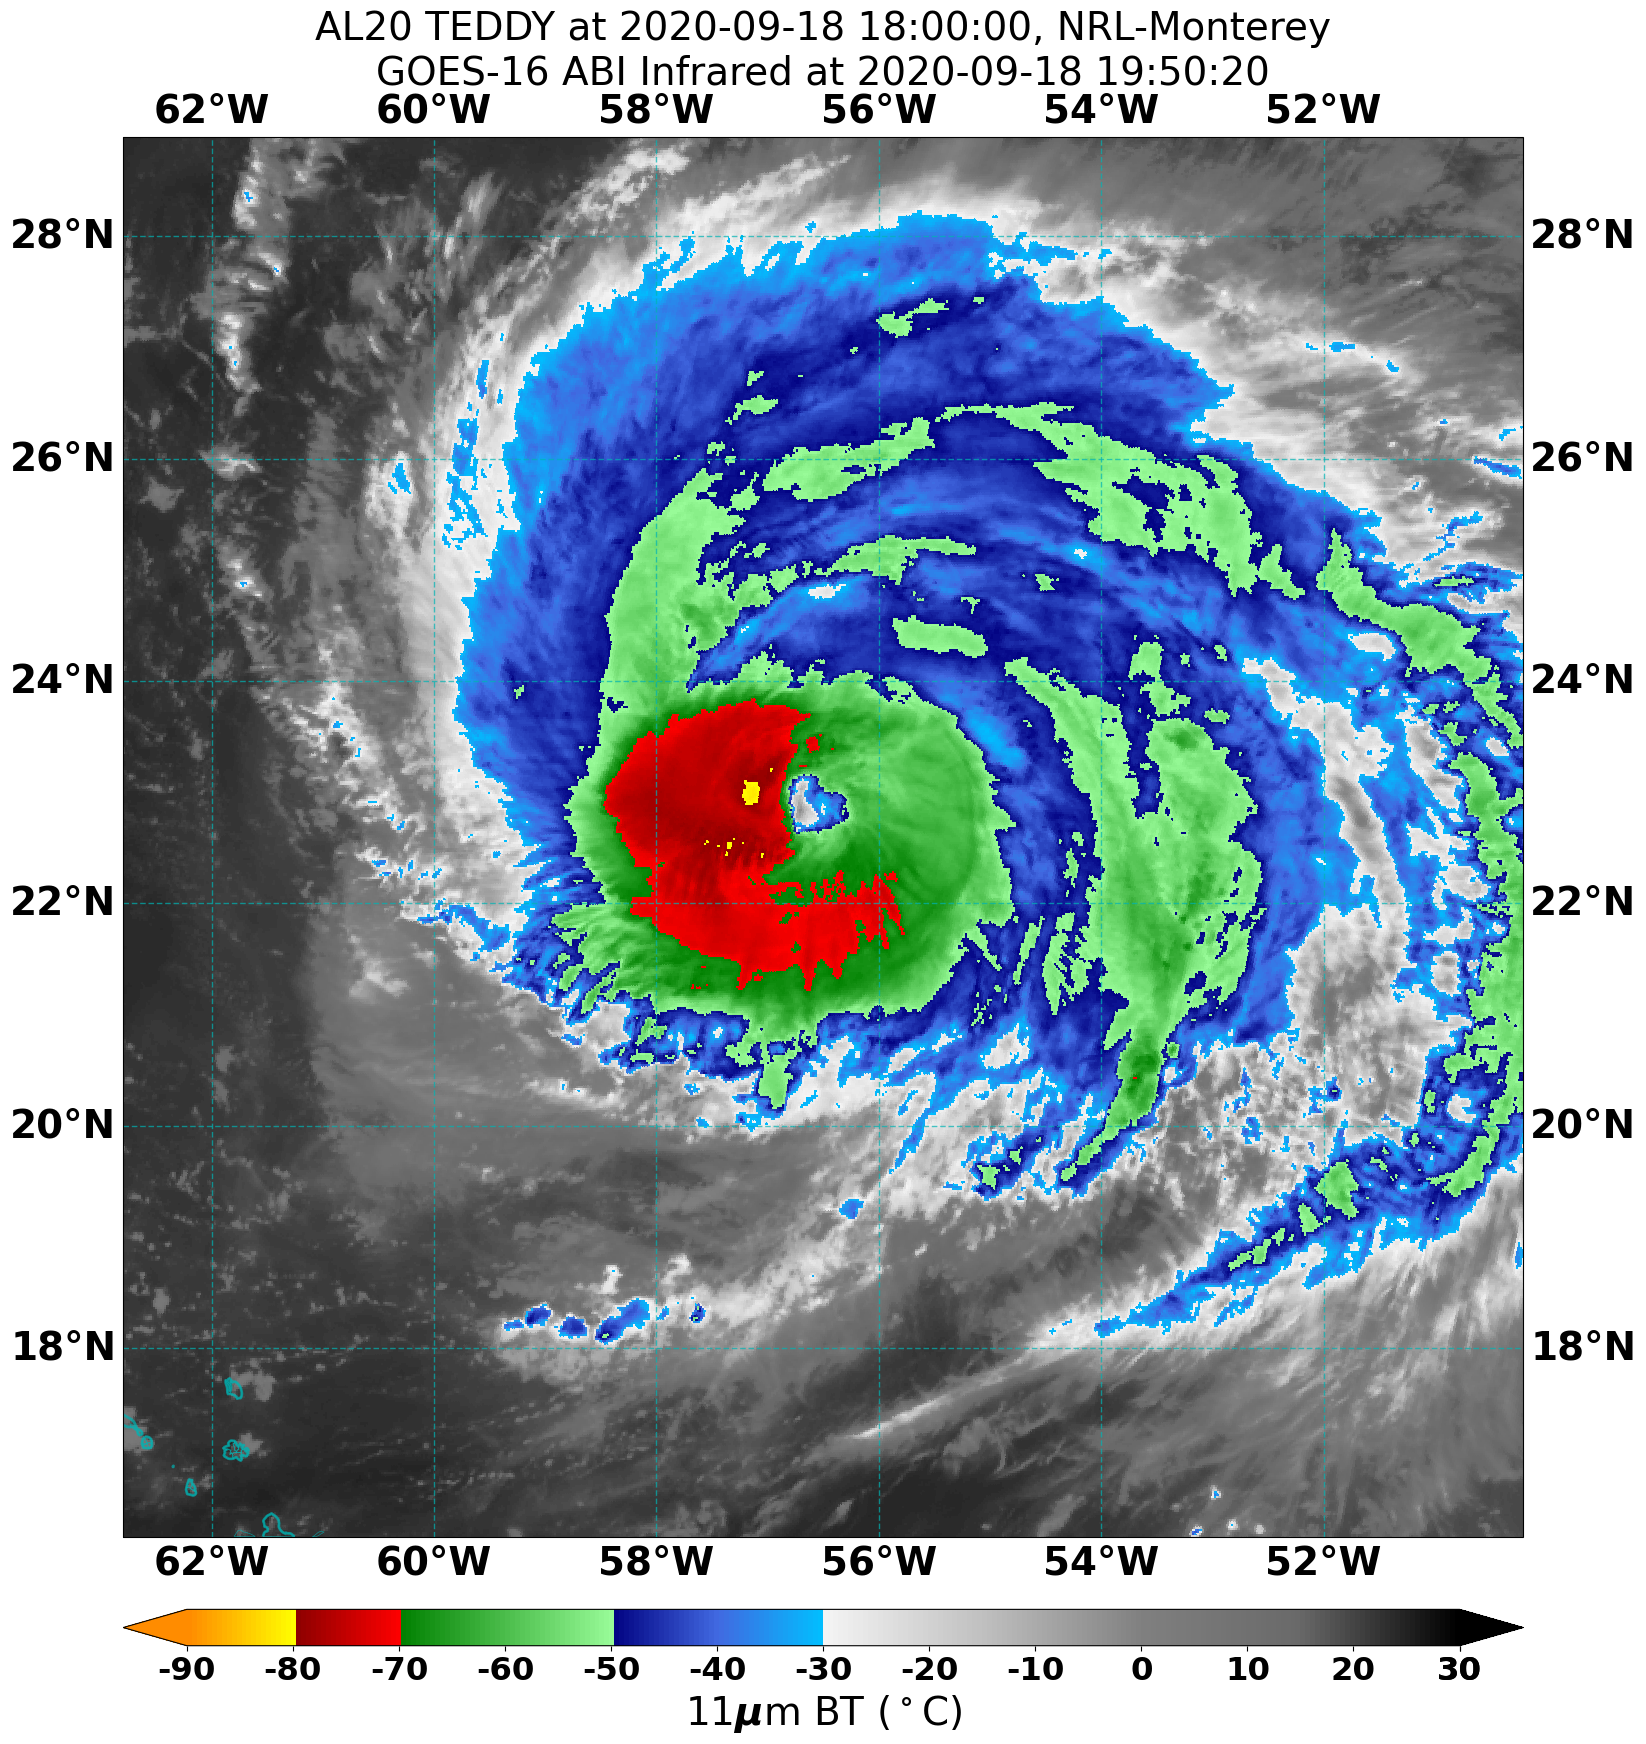 AL20 TEDDY at 2020-09-18 18:00:00, NRL-Monterey
GOES-16 ABI Infrared at 2020-09-18 19:50:20
62°W 60°W 58°W 56°W 54°W 52°W
28°N 28°N
26°N 26°N
24°N 24°N
22°N 22°N
20°N 20°N
18°N 18°N
62°W 60°W 58°W 56°W 54°W 52°W
-90 -80 -70 -60 -50 -40 -30 -20 -10 0 10 20 30
11μm BT (°C)